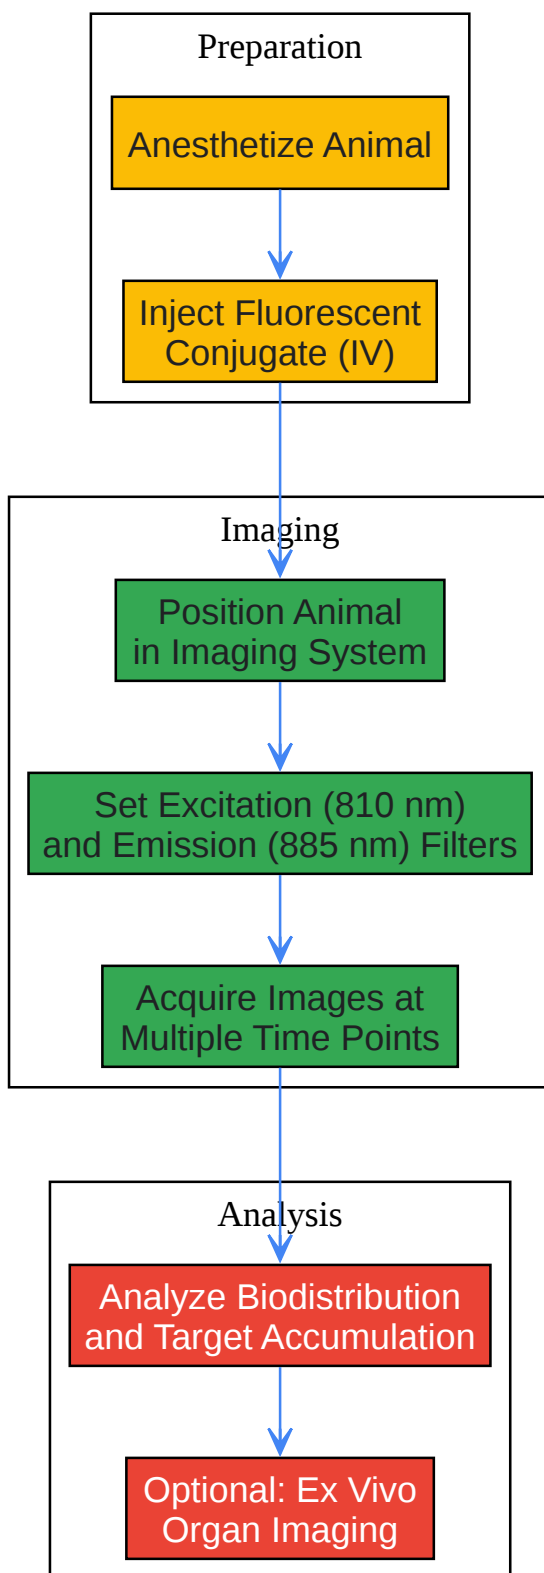 Preparation
Anesthetize Animal
Inject Fluorescent
Conjugate (IV)
Imaging
Position Animal
in Imaging System
Set Excitation (810 nm)
and Emission (885 nm) Filters
Acquire Images at
Multiple Time Points
Analysis
Analyze Biodistribution
and Target Accumulation
Optional: Ex Vivo
Organ Imaging